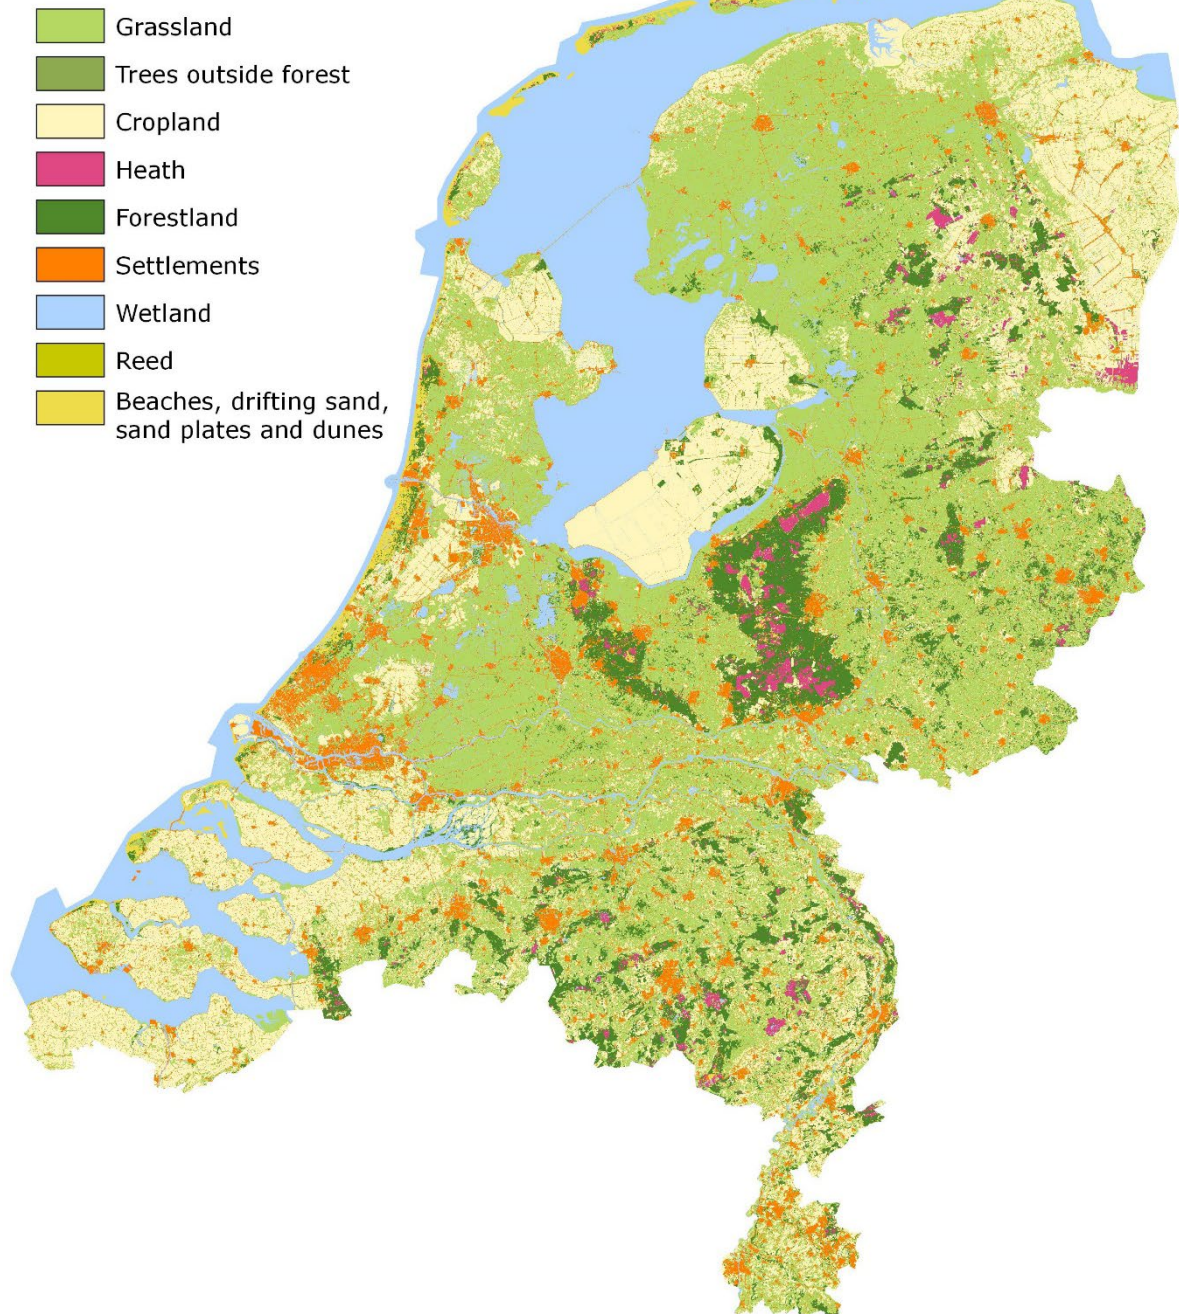 Grassland
Trees outside forest
Cropland
Heath
Forestland
Settlements
Wetland
Reed
Beaches, drifting sand,
sand plates and dunes